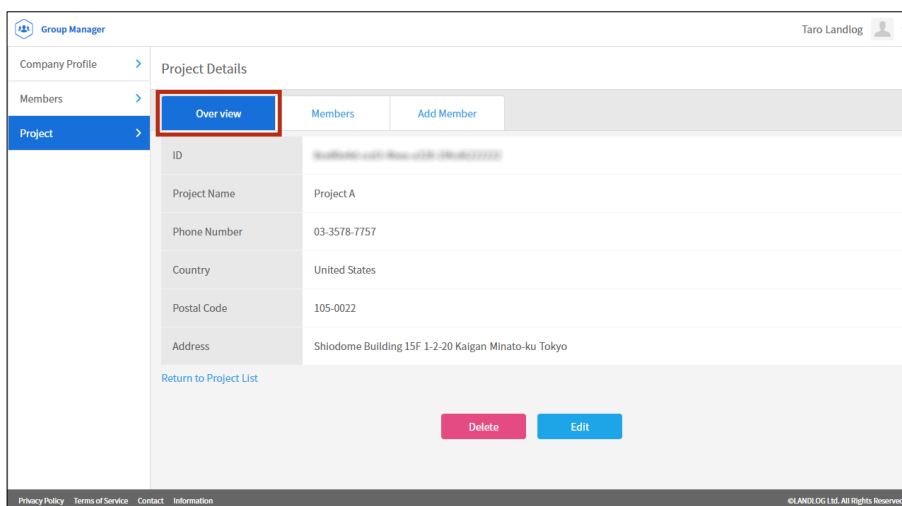 Group Manager
Taro Landlog
Company Profile
Members
Project
Project Details
Over view
Members
Add Member
ID
Project Name
Project A
Phone Number
03-3578-7757
Country
United States
Postal Code
105-0022
Address
Shiodome Building 15F 1-2-20 Kaigan Minato-ku Tokyo
Return to Project List
Delete
Edit
Privacy Policy Terms of Service Contact Information
©LANDLOG Ltd. All Rights Reserved